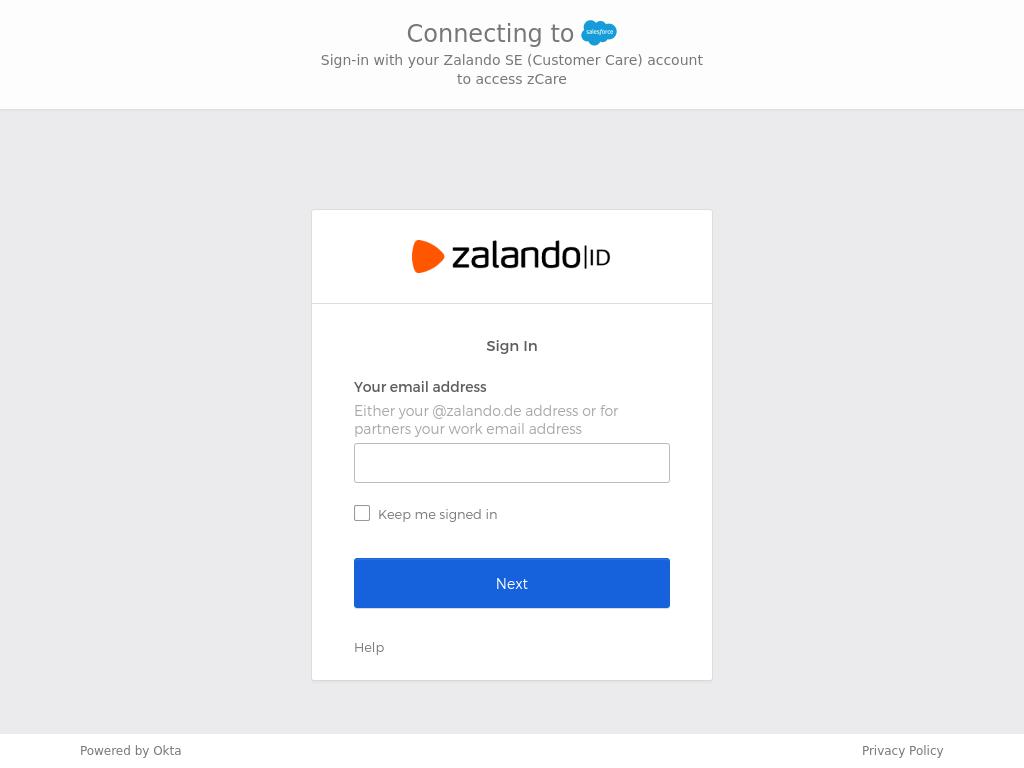 Connecting to salesforce
Sign-in with your Zalando SE (Customer Care) account
to access zCare
zalando|ID
Sign In
Your email address
Either your @zalando.de address or for
partners your work email address
Keep me signed in
Next
Help
Powered by Okta
Privacy Policy